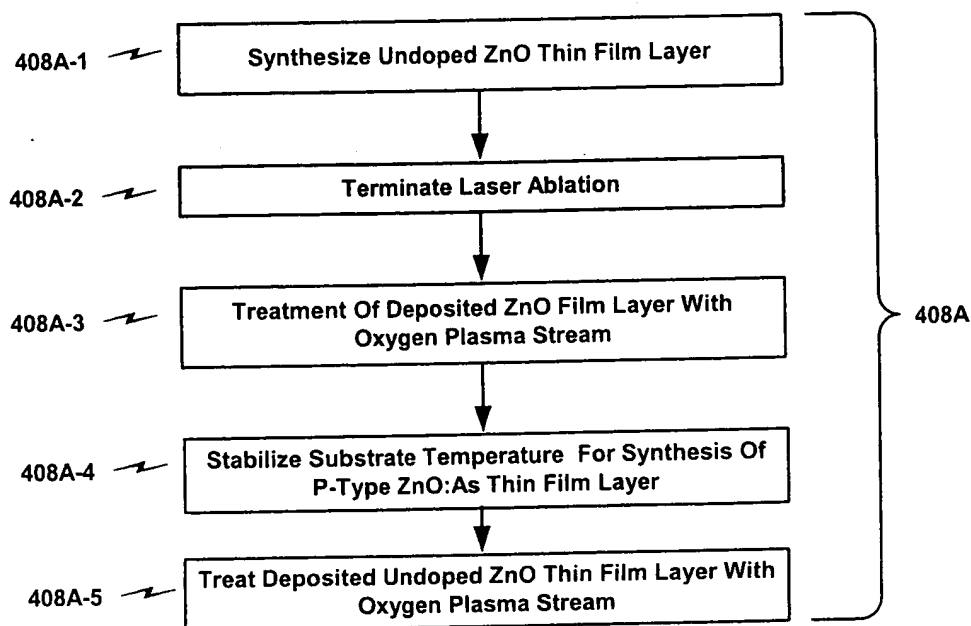 408A-1
Synthesize Undoped ZnO Thin Film Layer
408A-2
Terminate Laser Ablation
408A-3
Treatment Of Deposited ZnO Film Layer With
Oxygen Plasma Stream
408A
408A-4
Stabilize Substrate Temperature For Synthesis Of
P-Type ZnO:As Thin Film Layer
408A-5
Treat Deposited Undoped ZnO Thin Film Layer With
Oxygen Plasma Stream